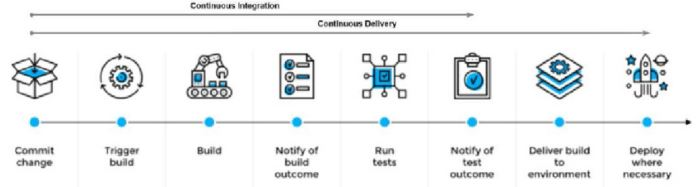 Continuous Integration
Continuous Delivery
Commit
change
Trigger
build
Build
Notify of
build
outcome
Run
tests
Notify of
test
outcome
Deliver build
to
environment
Deploy
where
necessary